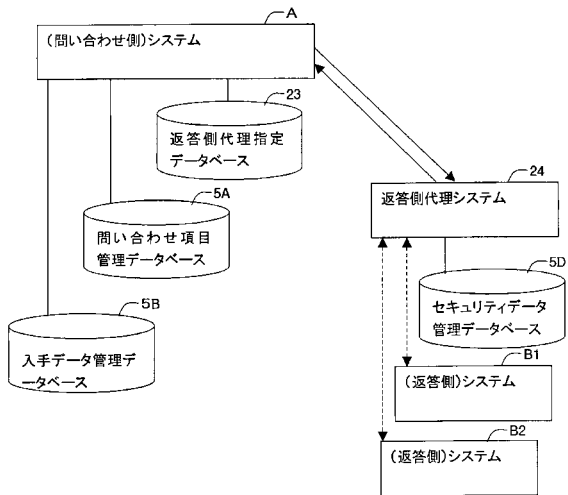 A
(問い合わせ側)システム
23
返答側代理指定
データベース
24
返答側代理システム
5A
問い合わせ項目
管理データベース
5D
セキュリティデータ
管理データベース
5B
入手データ管理デ
ータベース
B1
(返答側)システム
B2
(返答側)システム